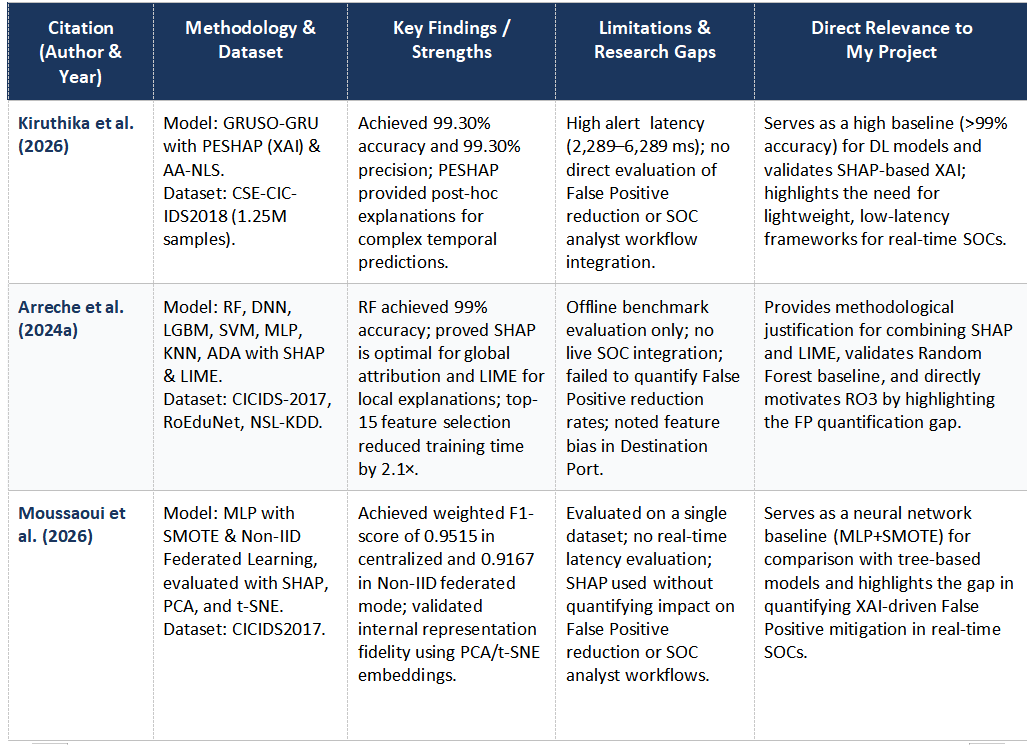 Citation
(Author &
Year)
Methodology &
Dataset
Key Findings /
Strengths
Limitations &
Research Gaps
Direct Relevance to
My Project
Kiruthika et al.
(2026)
Model: GRUSO-GRU
with PESHAP (XAI) &
AA-NLS.
Dataset: CSE-CIC-
IDS2018 (1.25M
samples).
Achieved 99.30%
accuracy and 99.30%
precision; PESHAP
provided post-hoc
explanations for
complex temporal
predictions.
High alert latency
(2,289–6,289 ms); no
direct evaluation of
False Positive
reduction or SOC
analyst workflow
integration.
Serves as a high baseline (>99%
accuracy) for DL models and
validates SHAP-based XAI;
highlights the need for
lightweight, low-latency
frameworks for real-time SOCs.
Arreche et al.
(2024a)
Model: RF, DNN,
LGBM, SVM, MLP,
KNN, ADA with SHAP
& LIME.
Dataset: CICIDS-2017,
RoEduNet, NSL-KDD.
RF achieved 99%
accuracy; proved SHAP
is optimal for global
attribution and LIME for
local explanations; top-
15 feature selection
reduced training time
by 2.1×.
Offline benchmark
evaluation only; no
live SOC integration;
failed to quantify False
Positive reduction
rates; noted feature
bias in Destination
Port.
Provides methodological
justification for combining SHAP
and LIME, validates Random
Forest baseline, and directly
motivates RO3 by highlighting
the FP quantification gap.
Moussaoui et
al. (2026)
Model: MLP with
SMOTE & Non-IID
Federated Learning,
evaluated with SHAP,
PCA, and t-SNE.
Dataset: CICIDS2017.
Achieved weighted F1-
score of 0.9515 in
centralized and 0.9167
in Non-IID federated
mode; validated
internal representation
fidelity using PCA/t-SNE
embeddings.
Evaluated on a single
dataset; no real-time
latency evaluation;
SHAP used without
quantifying impact on
False Positive
reduction or SOC
analyst workflows.
Serves as a neural network
baseline (MLP+SMOTE) for
comparison with tree-based
models and highlights the gap in
quantifying XAI-driven False
Positive mitigation in real-time
SOCs.